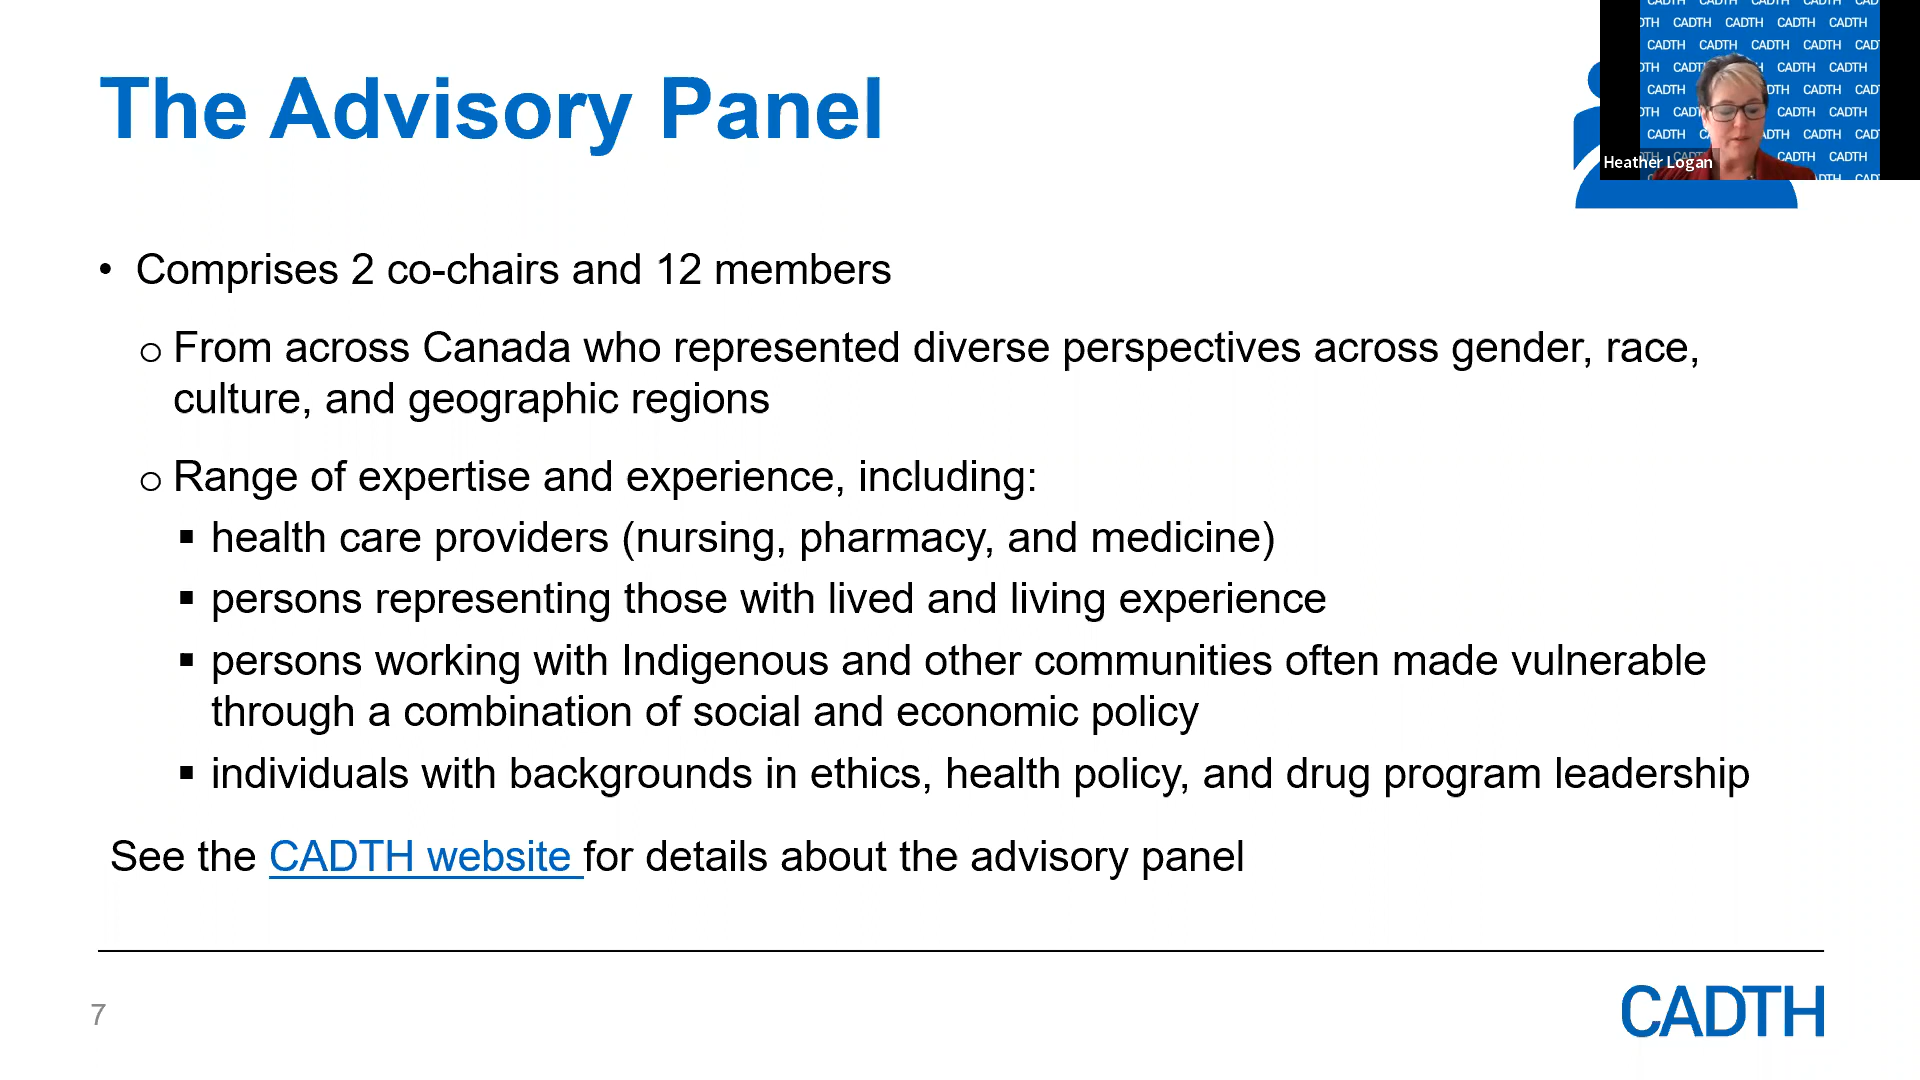 The Advisory Panel
CADTH CADTH CADTH CADTH
CADTH CADTH CADTH CADTH
CADTH CADTH CADTH
CADTH CADTH
CADTH CADTH
CADTH CADTH
CADTH CADTH
CADTH CADTH
Heather Logan
• Comprises 2 co-chairs and 12 members
o From across Canada who represented diverse perspectives across gender, race,
culture, and geographic regions
o Range of expertise and experience, including:
▪ health care providers (nursing, pharmacy, and medicine)
▪ persons representing those with lived and living experience
▪ persons working with Indigenous and other communities often made vulnerable
through a combination of social and economic policy
▪ individuals with backgrounds in ethics, health policy, and drug program leadership
See the CADTH website for details about the advisory panel
7
CADTH